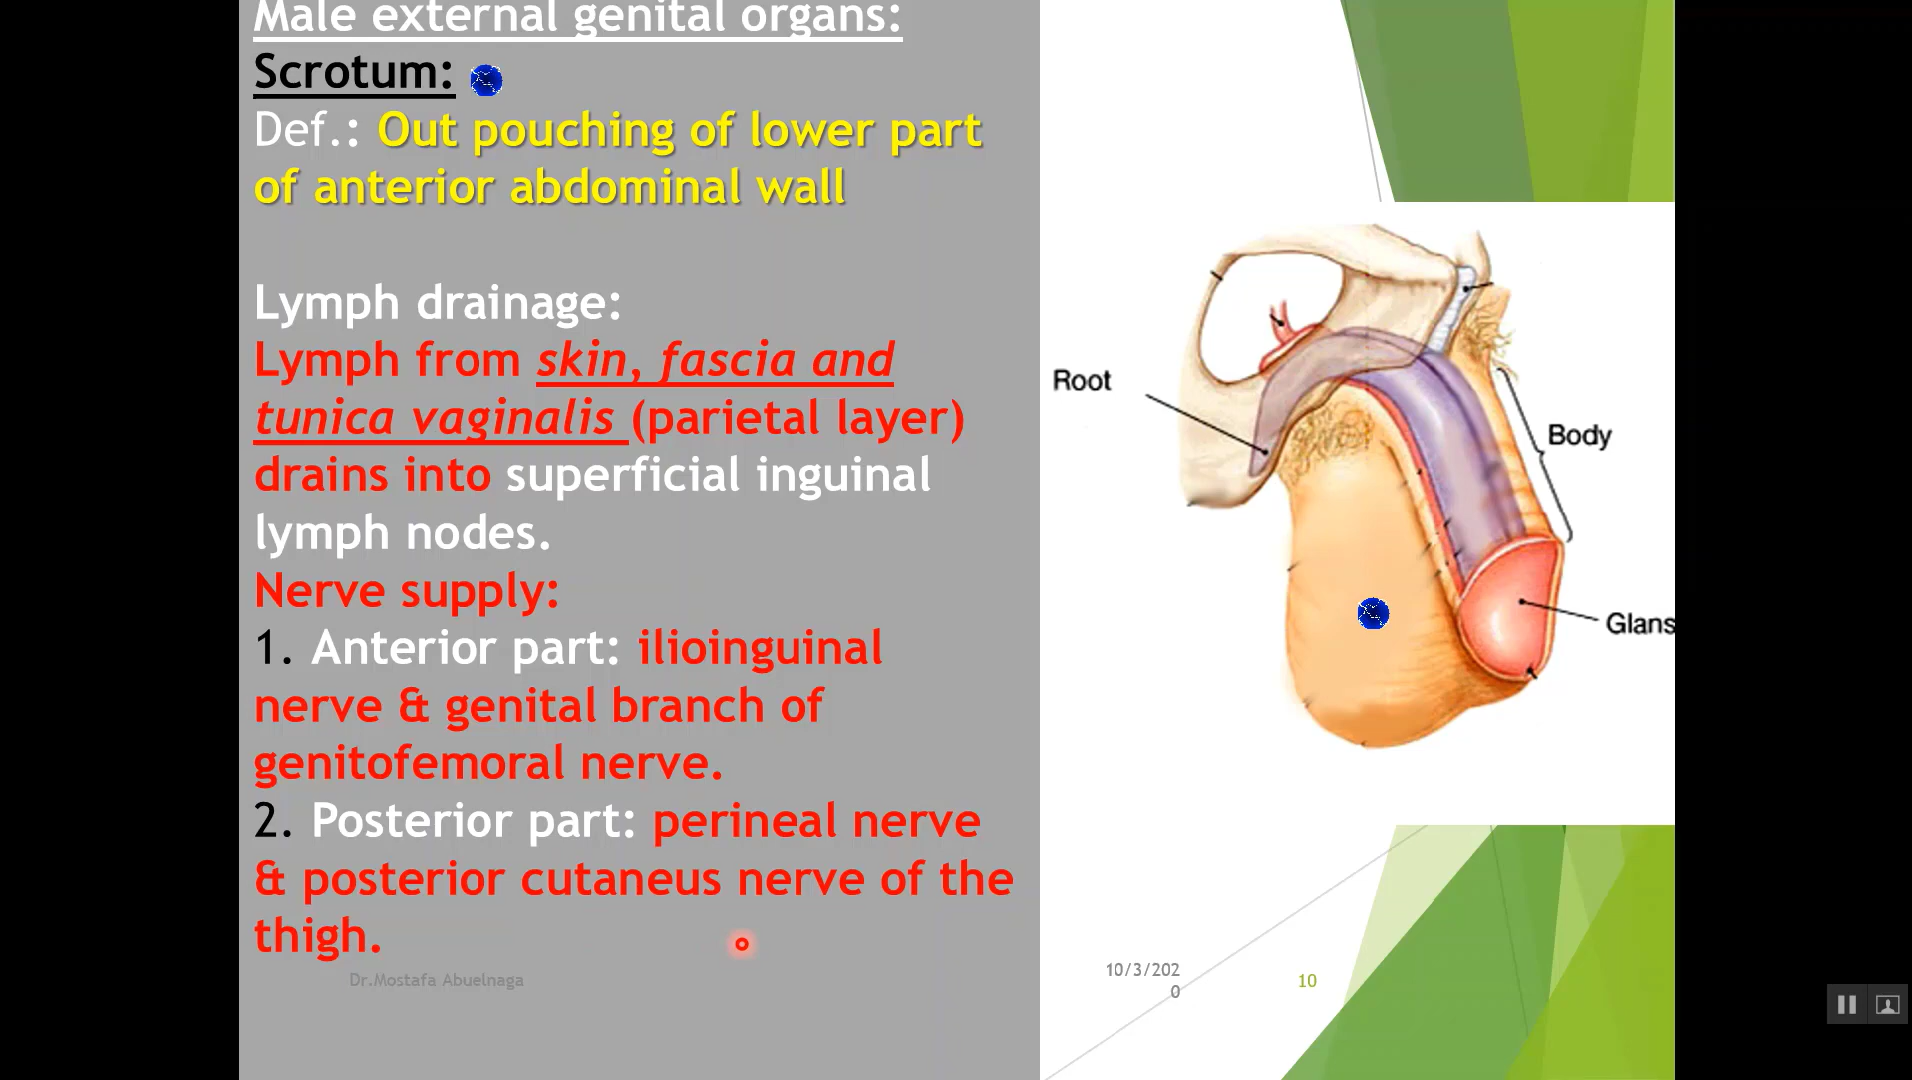 Male external genital organs:
Scrotum:
Def.: Out pouching of lower part
of anterior abdominal wall
Lymph drainage:
Lymph from skin, fascia and
tunica vaginalis (parietal layer)
drains into superficial inguinal
lymph nodes.
Nerve supply:
1. Anterior part: ilioinguinal
nerve & genital branch of
genitofemoral nerve.
2. Posterior part: perineal nerve
& posterior cutaneus nerve of the
thigh.
Dr.Mostafa Abuelnaga
Root
Body
Glans
10/3/202
0
10